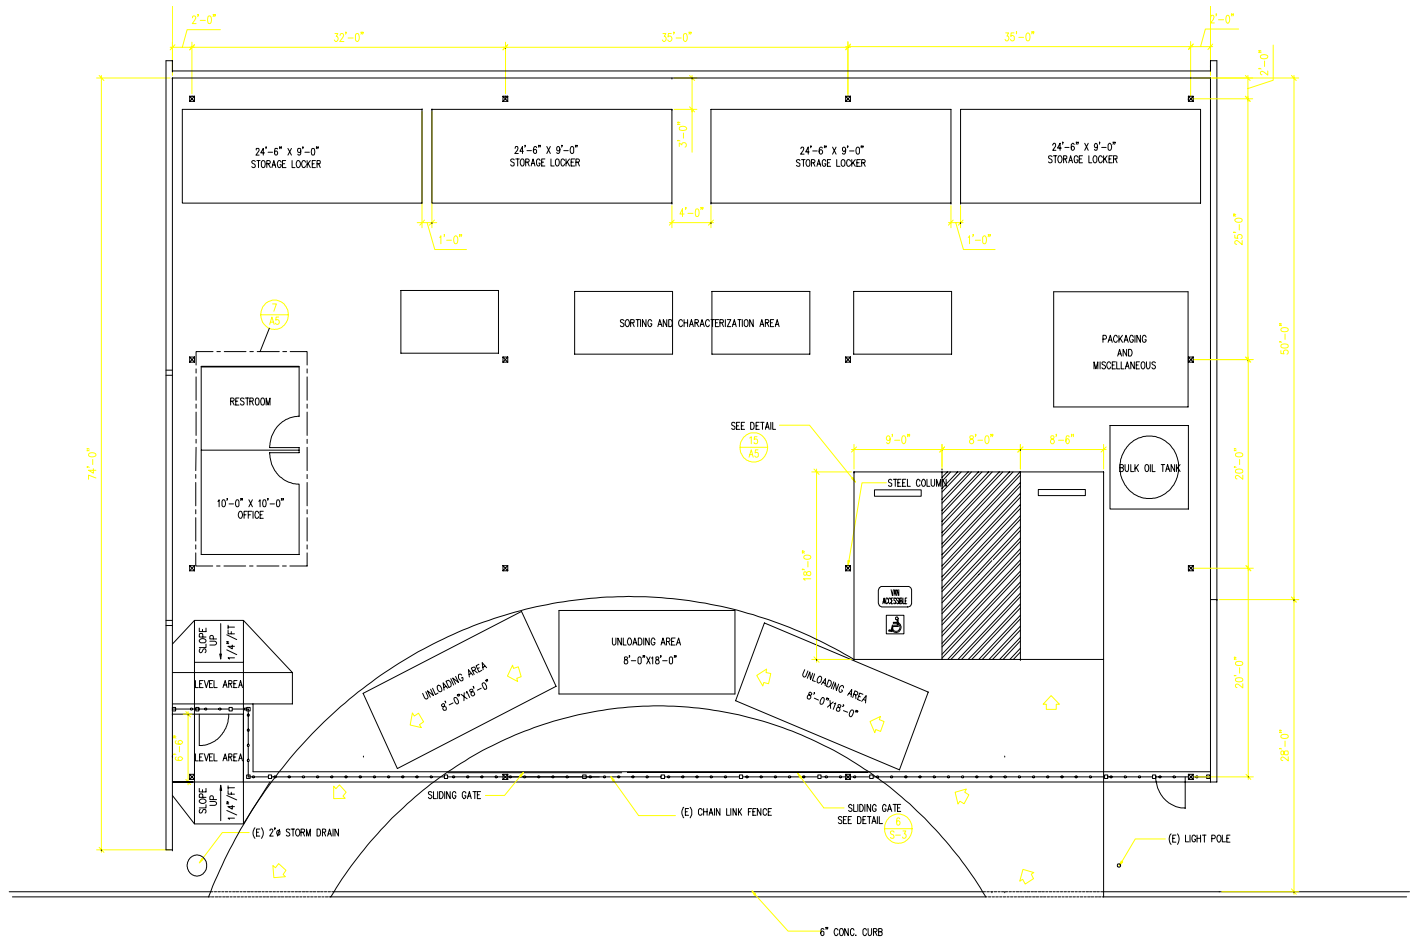 2'-0"
2'-0"
32'-0"
35'-0"
35'-0"
2'-0"
3'-0"
24'-6" X 9'-0"
STORAGE LOCKER
24'-6" X 9'-0"
STORAGE LOCKER
24'-6" X 9'-0"
STORAGE LOCKER
24'-6" X 9'-0"
STORAGE LOCKER
4'-0"
1'-0"
1'-0"
25'-0"
7
A5
SORTING AND CHARACTERIZATION AREA
PACKAGING
AND
MISCELLANEOUS
50'-0"
RESTROOM
SEE DETAIL
15
A5
9'-0"
8'-0"
8'-6"
74'-0"
BULK OIL TANK
20'-0"
STEEL COLUMN
10'-0" X 10'-0"
OFFICE
18'-0"
VAN
ACCESSIBLE
SLOPE
UP
1/4"/FT
UNLOADING AREA
8'-0"X18'-0"
UNLOADING AREA
8'-0"X18'-0"
UNLOADING AREA
8'-0"X18'-0"
LEVEL AREA
20'-0"
6'-6"
LEVEL AREA
28'-0"
SLOPE
UP
1/4"/FT
SLIDING GATE
(E) CHAIN LINK FENCE
SLIDING GATE
SEE DETAIL
6
S-3
(E) 2'ø STORM DRAIN
(E) LIGHT POLE
6" CONC. CURB